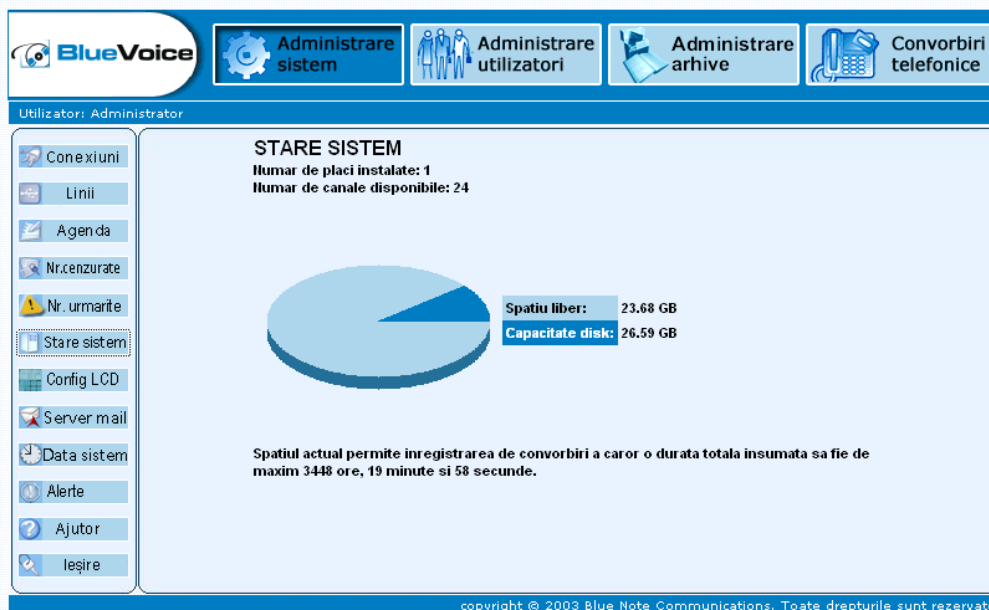 BlueVoice
Administrare
sistem
Administrare
utilizatori
Administrare
arhive
Convorbiri
telefonice
Utilizator: Administrator
Conexiuni
Linii
Agenda
Nr.cenzurate
Nr. urmarite
Stare sistem
Config LCD
Server mail
Data sistem
Alerte
Ajutor
Ieșire
STARE SISTEM
Numar de placi instalate: 1
Numar de canale disponibile: 24
Spatiu liber: 23.68 GB
Capacitate disk: 26.59 GB
Spatiul actual permite inregistrarea de convorbiri a caror o durata totala insumata sa fie de
maxim 3448 ore, 19 minute si 58 secunde.
copyright © 2003 Blue Note Communications. Toate drepturile sunt rezervat